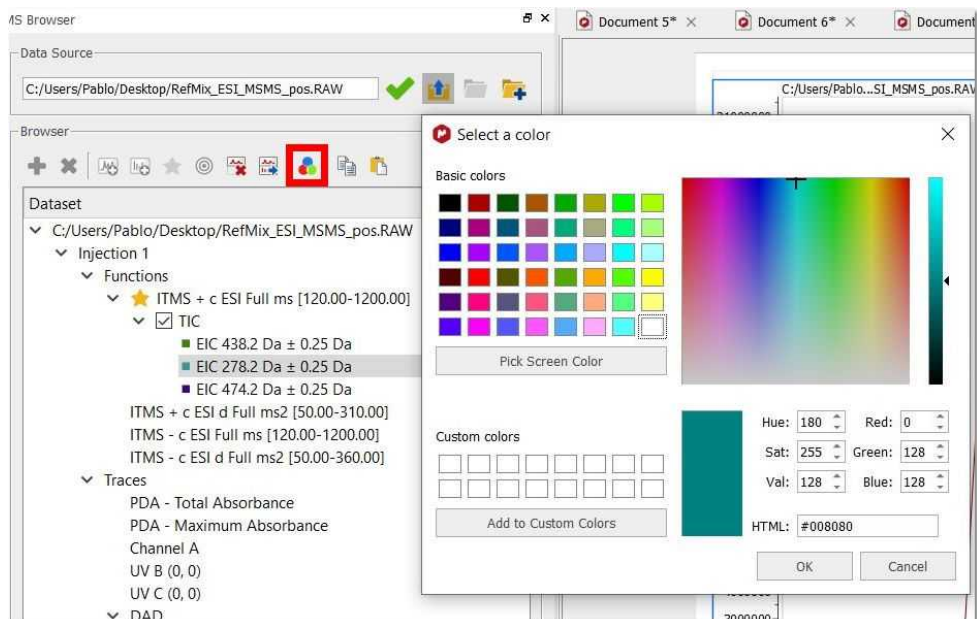 MS Browser
Document 5*
Document 6*
Document
Data Source
C:/Users/Pablo/Desktop/RefMix_ESI_MSMS_pos.RAW
C:/Users/Pablo...SI_MSMS_pos.RAW
Browser
Select a color
Basic colors
Dataset
C:/Users/Pablo/Desktop/RefMix_ESI_MSMS_pos.RAW
Injection 1
Functions
ITMS + c ESI Full ms [120.00-1200.00]
TIC
EIC 438.2 Da ± 0.25 Da
EIC 278.2 Da ± 0.25 Da
EIC 474.2 Da ± 0.25 Da
ITMS + c ESI d Full ms2 [50.00-310.00]
ITMS - c ESI Full ms [120.00-1200.00]
ITMS - c ESI d Full ms2 [50.00-360.00]
Traces
PDA - Total Absorbance
PDA - Maximum Absorbance
Channel A
UV B (0, 0)
UV C (0, 0)
DAD
Pick Screen Color
Custom colors
Add to Custom Colors
Hue: 180 Red: 0
Sat: 255 Green: 128
Val: 128 Blue: 128
HTML: #008080
OK Cancel